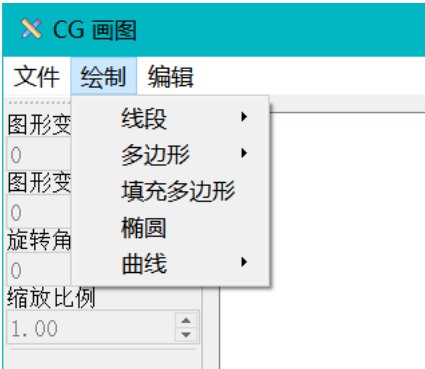 CG 画图
文件 绘制 编辑
线段
图形变
多边形
0
图形变
填充多边形
0
椭圆
旋转角
曲线
0
缩放比例
1.00